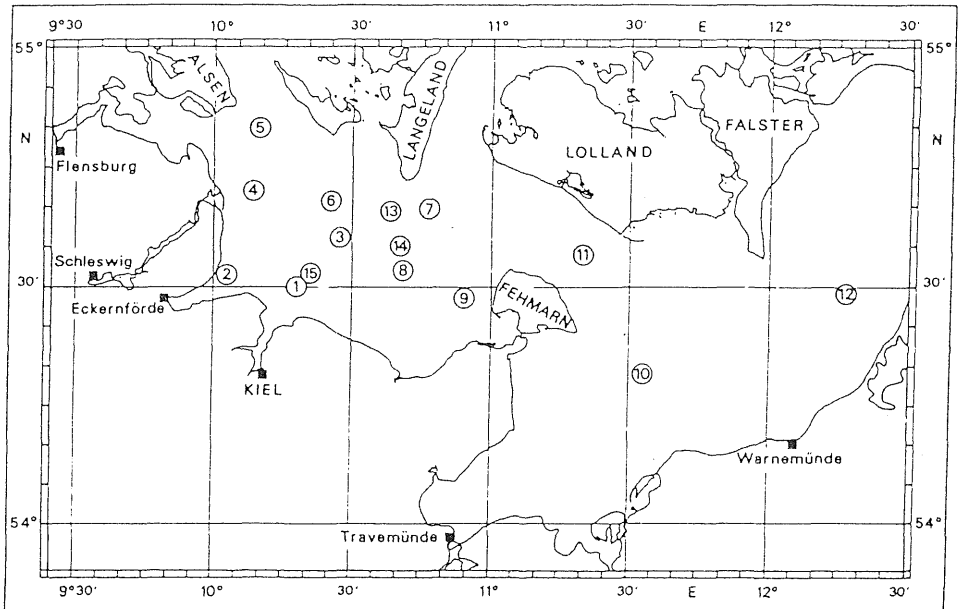 9°30' 10° 30' 11° 30' E 12° 30'
55° 55°
ALSEN
LANGELAND
5
N N
FALSTER
Flensburg
LOLLAND
4
6
13 7
3
14
11
Schleswig
2 15 8
30' 1 30'
Eckernförde
9 FEHMARN 12
KIEL
10
Warnemünde
54° 54°
Travemünde
9°30' 10° 30' 11° 30' E 12° 30'